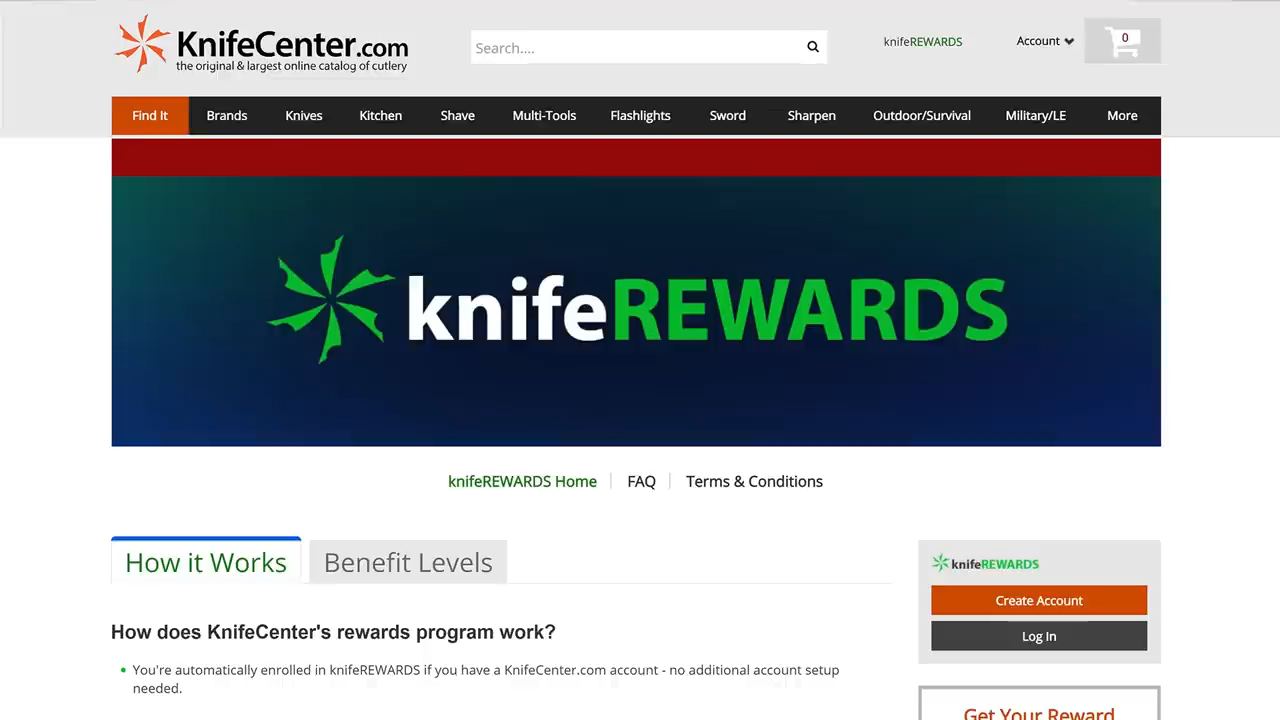 KnifeCenter.com
the original & largest online catalog of cutlery
Search....
knifeREWARDS
Account
0
Find It Brands Knives Kitchen Shave Multi-Tools Flashlights Sword Sharpen Outdoor/Survival Military/LE More
knifeREWARDS
knifeREWARDS Home FAQ Terms & Conditions
How it Works Benefit Levels
How does KnifeCenter's rewards program work?
You're automatically enrolled in knifeREWARDS if you have a KnifeCenter.com account - no additional account setup
needed.
knifeREWARDS
Create Account
Log In
Get Your Reward